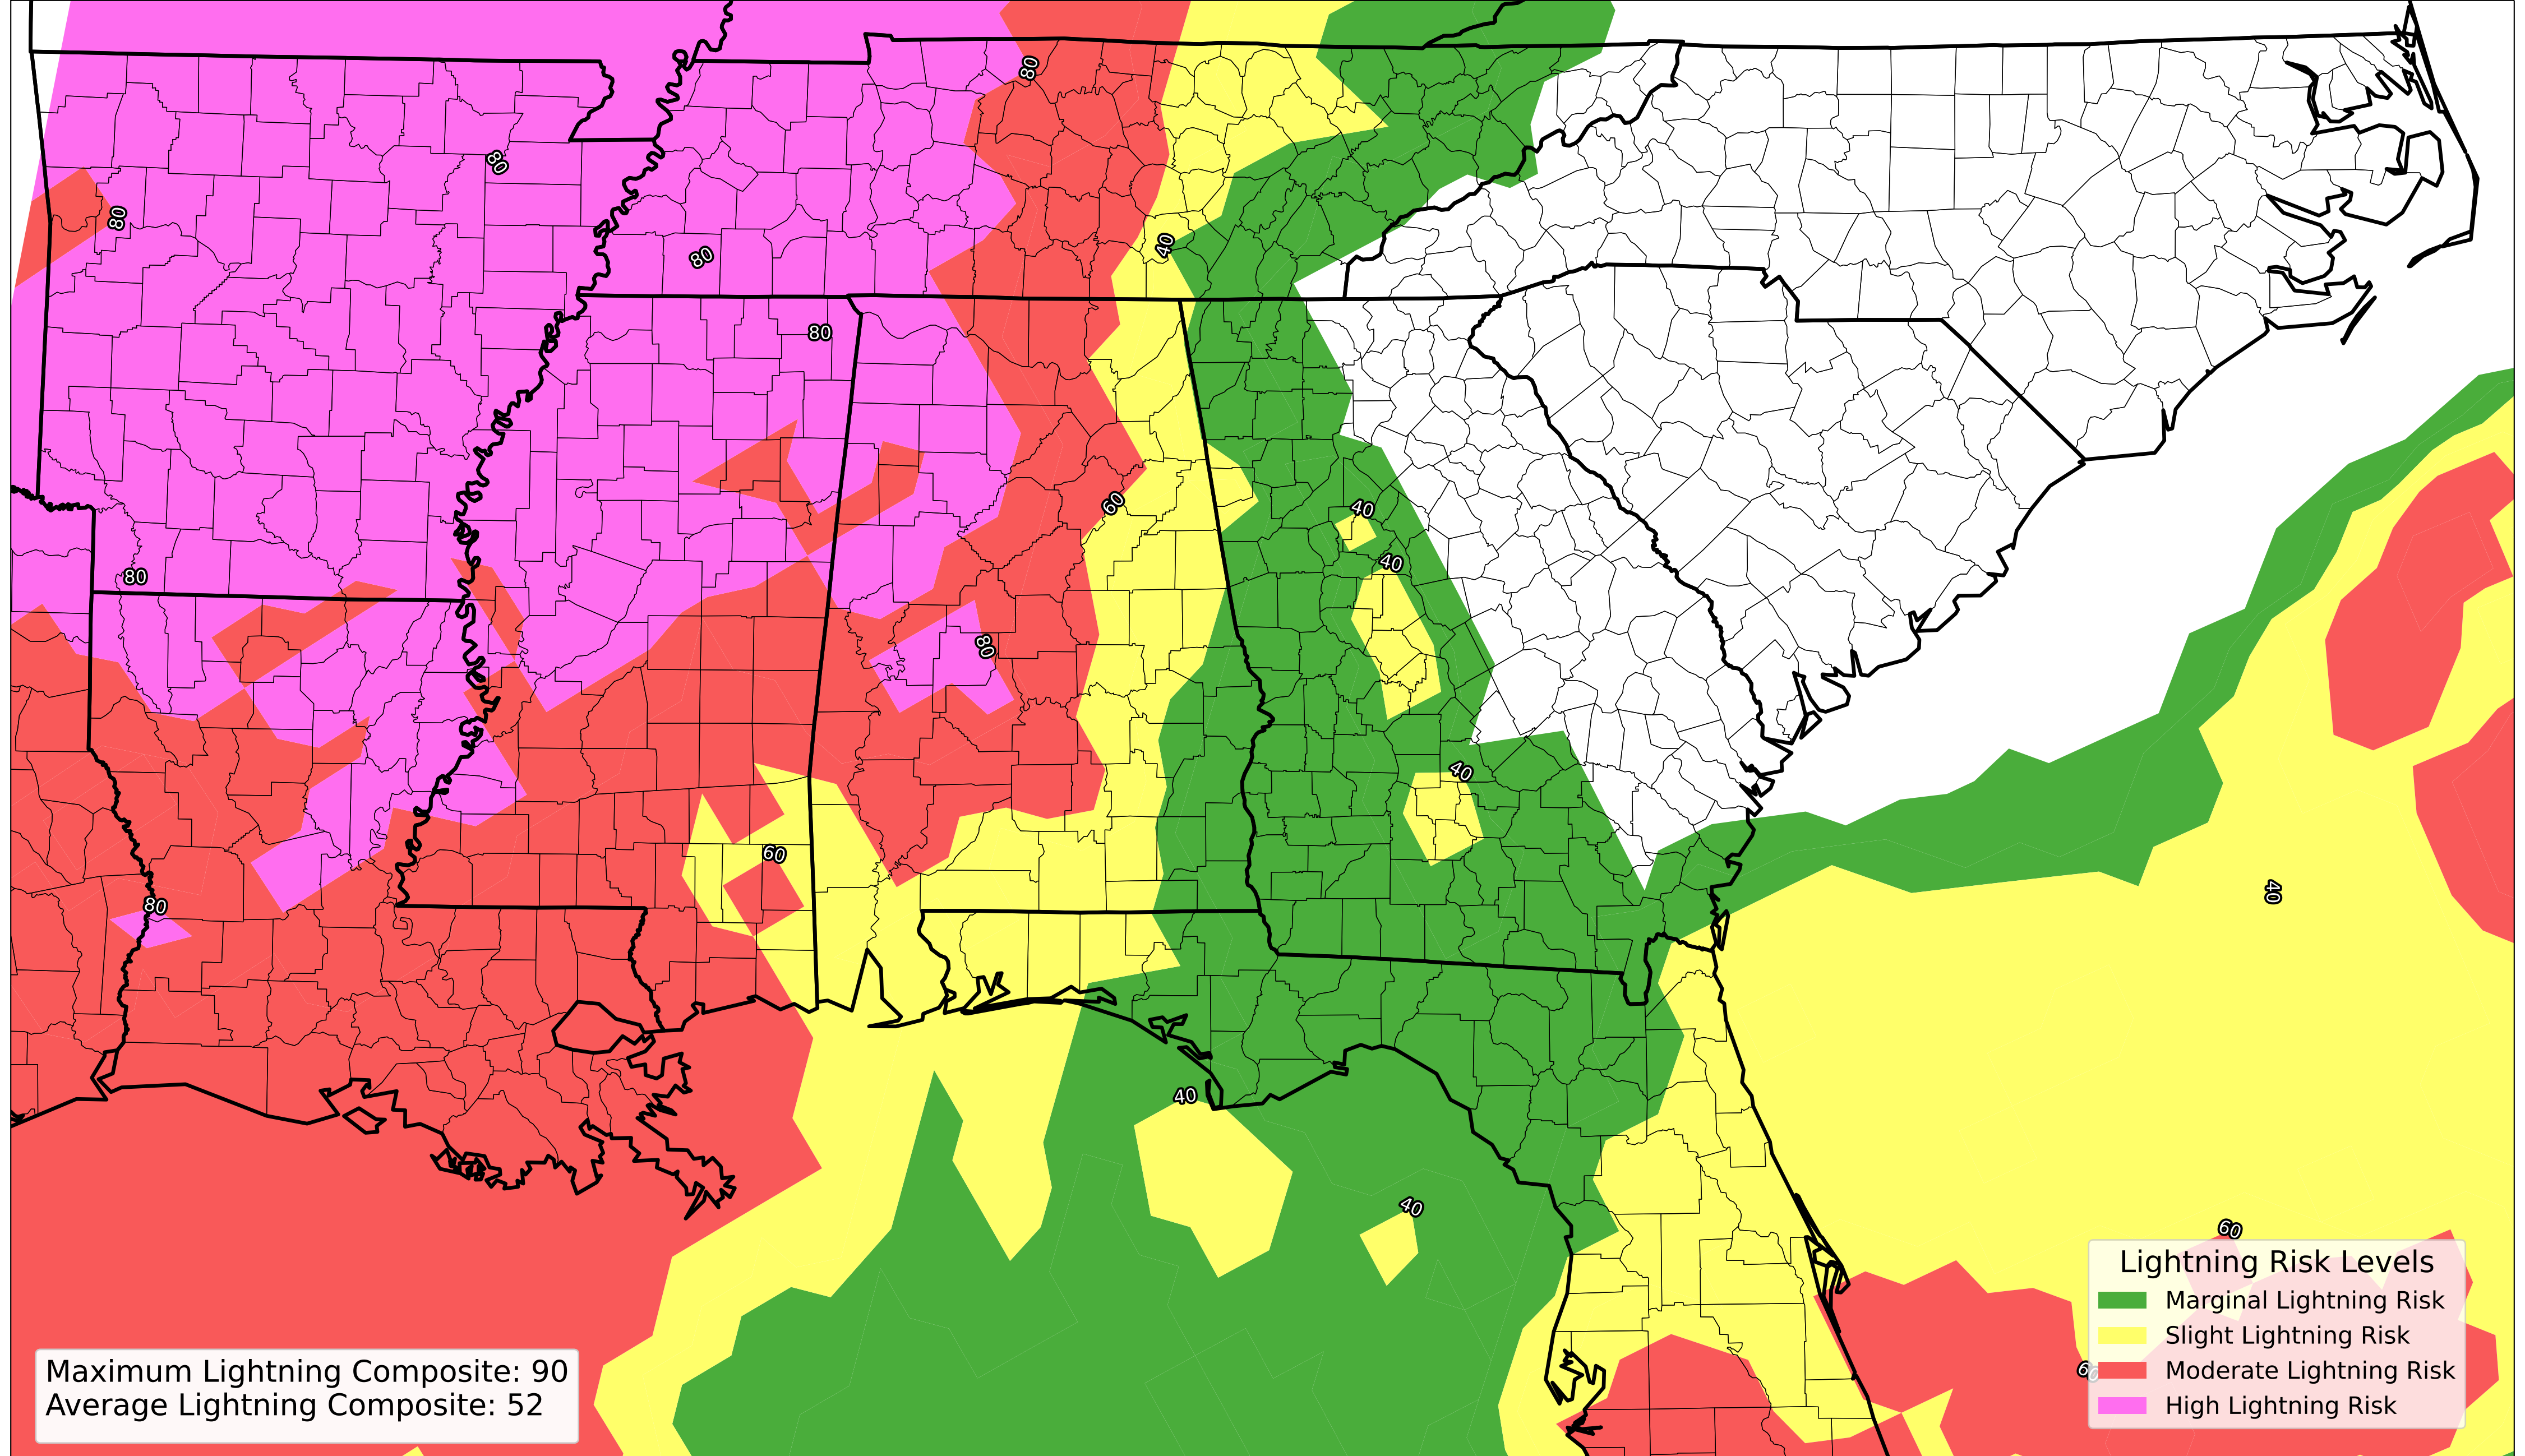 80
80
80
80
40
80
40
60
40
80
80
40
60
40
80
40
40
60
60
Lightning Risk Levels
Marginal Lightning Risk
Slight Lightning Risk
Moderate Lightning Risk
High Lightning Risk
Maximum Lightning Composite: 90
Average Lightning Composite: 52